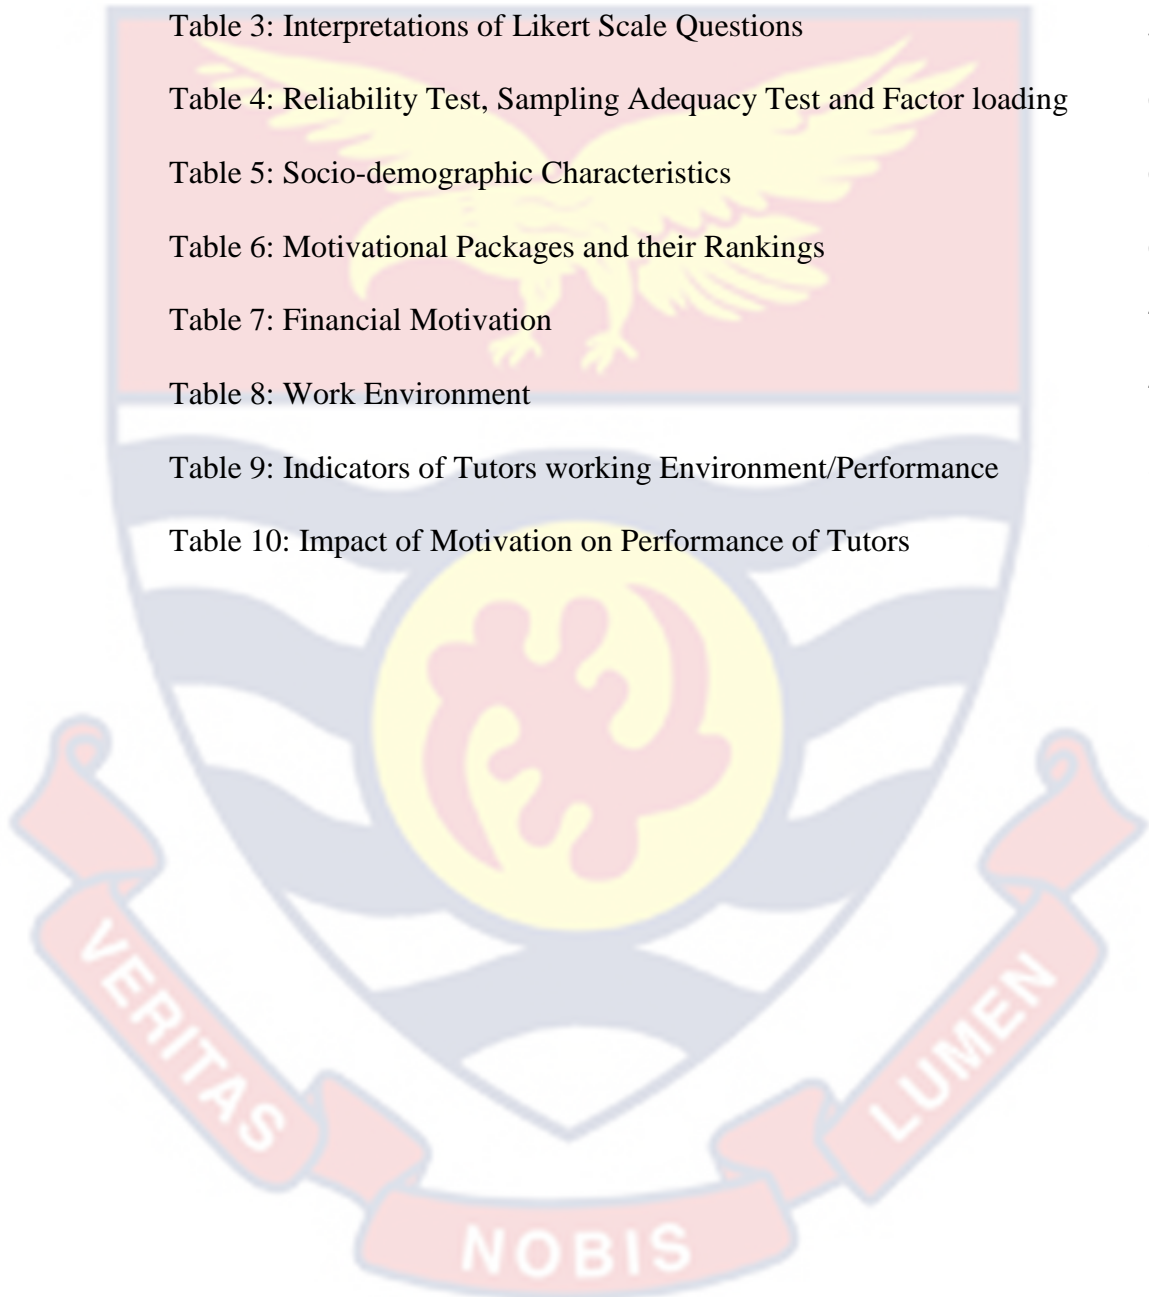 Table 3: Interpretations of Likert Scale Questions
Table 4: Reliability Test, Sampling Adequacy Test and Factor loading
Table 5: Socio-demographic Characteristics
Table 6: Motivational Packages and their Rankings
Table 7: Financial Motivation
Table 8: Work Environment
Table 9: Indicators of Tutors working Environment/Performance
Table 10: Impact of Motivation on Performance of Tutors
VERITAS
NOBIS
LUMEN